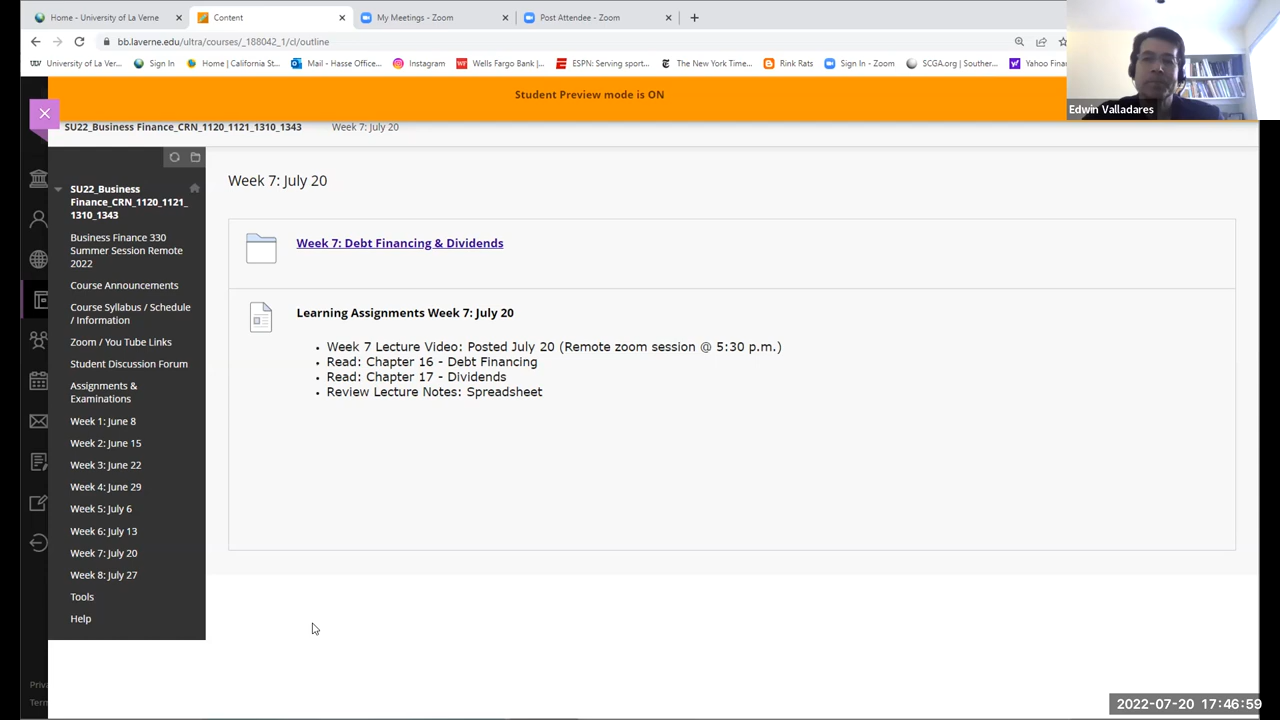 Home - University of La Verne
Content
My Meetings - Zoom
Post Attendee - Zoom
bb.laverne.edu/ultra/courses/_188042_1/cl/outline
University of La Ver...
Sign In
Home | California St...
Mail - Hasse Office...
Instagram
Wells Fargo Bank |...
ESPN: Serving sport...
The New York Time...
Rink Rats
Sign In - Zoom
SCGA.org | Souther...
Yahoo Finan
Edwin Valladares
Student Preview mode is ON
SU22_Business Finance_CRN_1120_1121_1310_1343
Week 7: July 20
SU22_Business
Finance_CRN_1120_1121_
1310_1343
Business Finance 330
Summer Session Remote
2022
Course Announcements
Course Syllabus / Schedule
/ Information
Zoom / You Tube Links
Student Discussion Forum
Assignments &
Examinations
Week 1: June 8
Week 2: June 15
Week 3: June 22
Week 4: June 29
Week 5: July 6
Week 6: July 13
Week 7: July 20
Week 8: July 27
Tools
Help
Week 7: July 20
Week 7: Debt Financing & Dividends
Learning Assignments Week 7: July 20
• Week 7 Lecture Video: Posted July 20 (Remote zoom session @ 5:30 p.m.)
• Read: Chapter 16 - Debt Financing
• Read: Chapter 17 - Dividends
• Review Lecture Notes: Spreadsheet
Priva
Term
2022-07-20 17:46:59